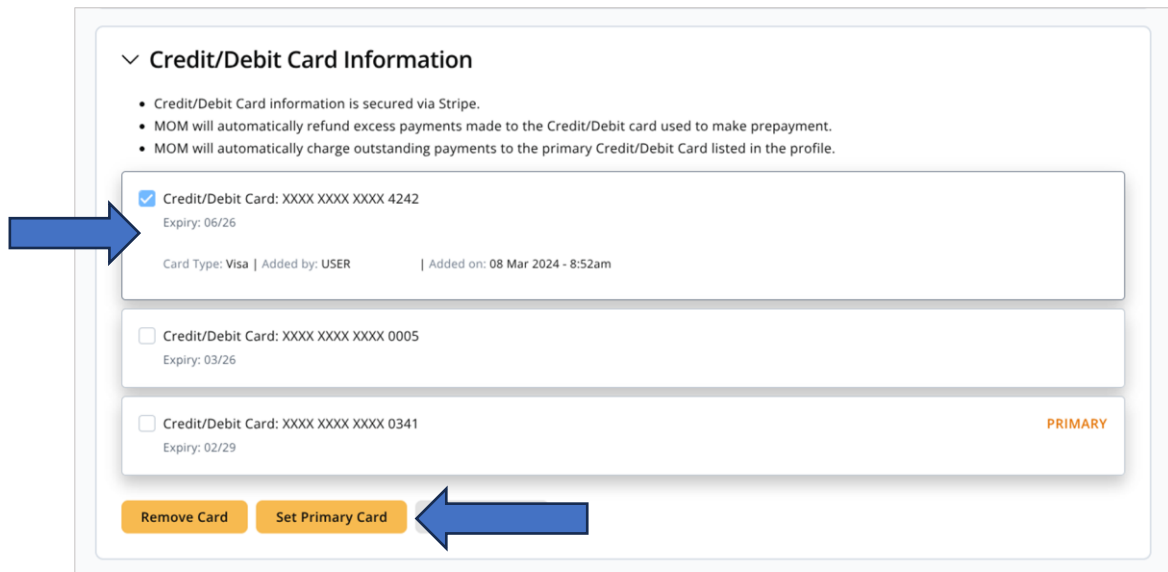 Credit/Debit Card Information
• Credit/Debit Card information is secured via Stripe.
• MOM will automatically refund excess payments made to the Credit/Debit card used to make prepayment.
• MOM will automatically charge outstanding payments to the primary Credit/Debit Card listed in the profile.
Credit/Debit Card: XXXX XXXX XXXX 4242
Expiry: 06/26
Card Type: Visa | Added by: USER | Added on: 08 Mar 2024 - 8:52am
Credit/Debit Card: XXXX XXXX XXXX 0005
Expiry: 03/26
Credit/Debit Card: XXXX XXXX XXXX 0341 PRIMARY
Expiry: 02/29
Remove Card Set Primary Card